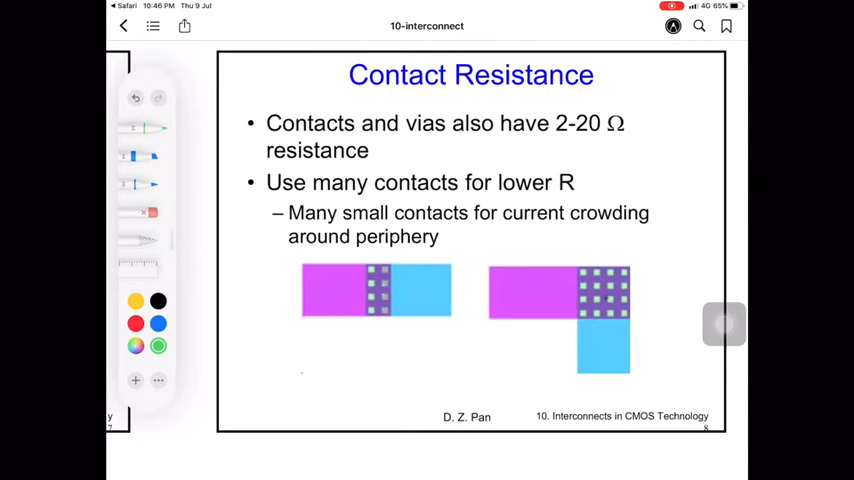 Safari 10:46 PM Thu 9 Jul 4G 65%
10-interconnect
Contact Resistance
• Contacts and vias also have 2-20 Ω
resistance
• Use many contacts for lower R
– Many small contacts for current crowding
around periphery
y D. Z. Pan 10. Interconnects in CMOS Technology
7 8